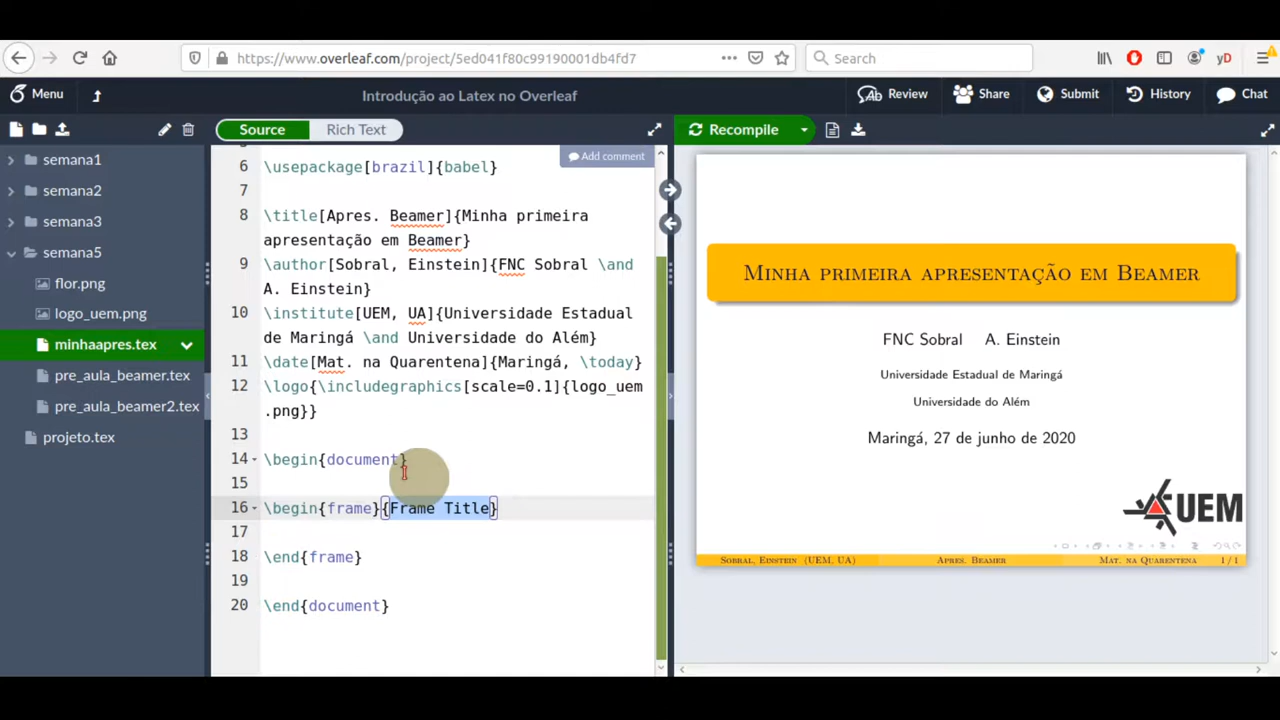 https://www.overleaf.com/project/5ed041f80c99190001db4fd7
Search
yD
Menu
Introdução ao Latex no Overleaf
Review
Share
Submit
History
Chat
Source
Rich Text
Recompile
semana1
semana2
semana3
semana5
flor.png
logo_uem.png
minhaapres.tex
pre_aula_beamer.tex
pre_aula_beamer2.tex
projeto.tex
Add comment
6 \usepackage[brazil]{babel}
7
8 \title[Apres. Beamer]{Minha primeira
apresentação em Beamer}
9 \author[Sobral, Einstein]{FNC Sobral \and
A. Einstein}
10 \institute[UEM, UA]{Universidade Estadual
de Maringá \and Universidade do Além}
11 \date[Mat. na Quarentena]{Maringá, \today}
12 \logo{\includegraphics[scale=0.1]{logo_uem
.png}}
13
14 \begin{document}
15
16 \begin{frame}{Frame Title}
17
18 \end{frame}
19
20 \end{document}
Minha primeira apresentação em Beamer
FNC Sobral A. Einstein
Universidade Estadual de Maringá
Universidade do Além
Maringá, 27 de junho de 2020
UEM
Sobral, Einstein (UEM, UA)
Apres. Beamer
Mat. na Quarentena
1 / 1